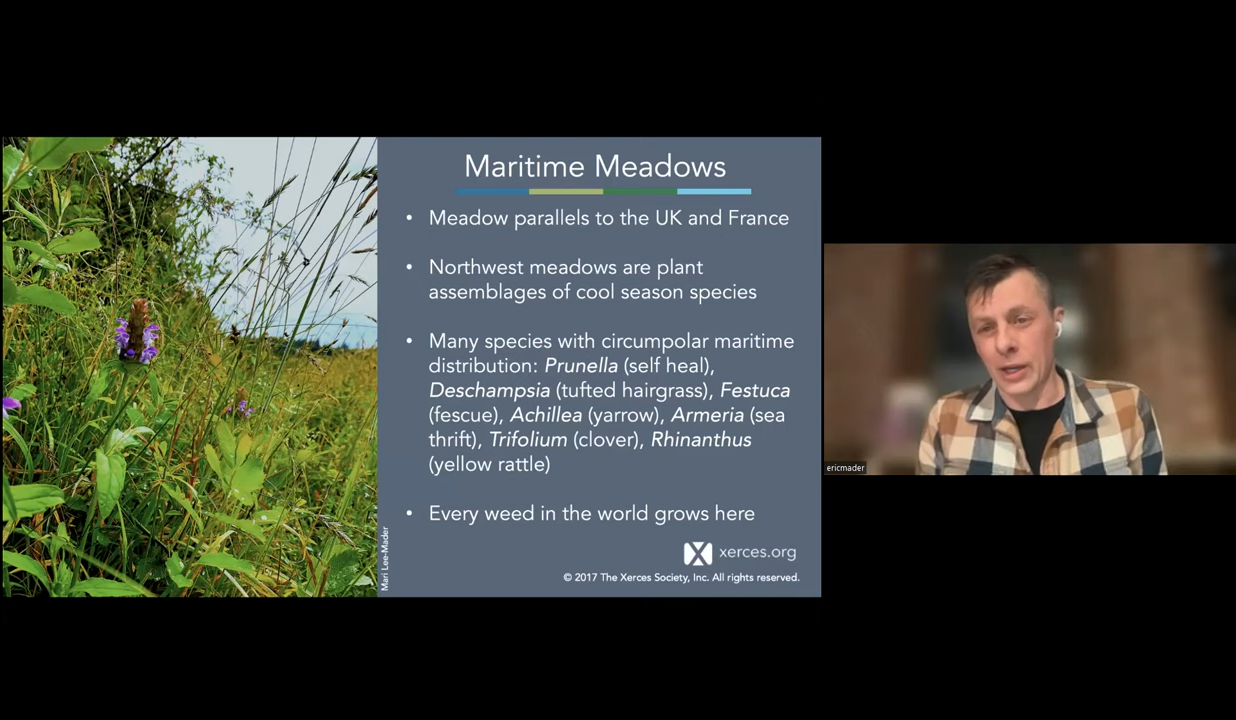 Maritime Meadows
• Meadow parallels to the UK and France
• Northwest meadows are plant
assemblages of cool season species
• Many species with circumpolar maritime
distribution: Prunella (self heal),
Deschampsia (tufted hairgrass), Festuca
(fescue), Achillea (yarrow), Armeria (sea
thrift), Trifolium (clover), Rhinanthus
(yellow rattle)
• Every weed in the world grows here
Mari Lee-Mader
xerces.org
© 2017 The Xerces Society, Inc. All rights reserved.
ericmader